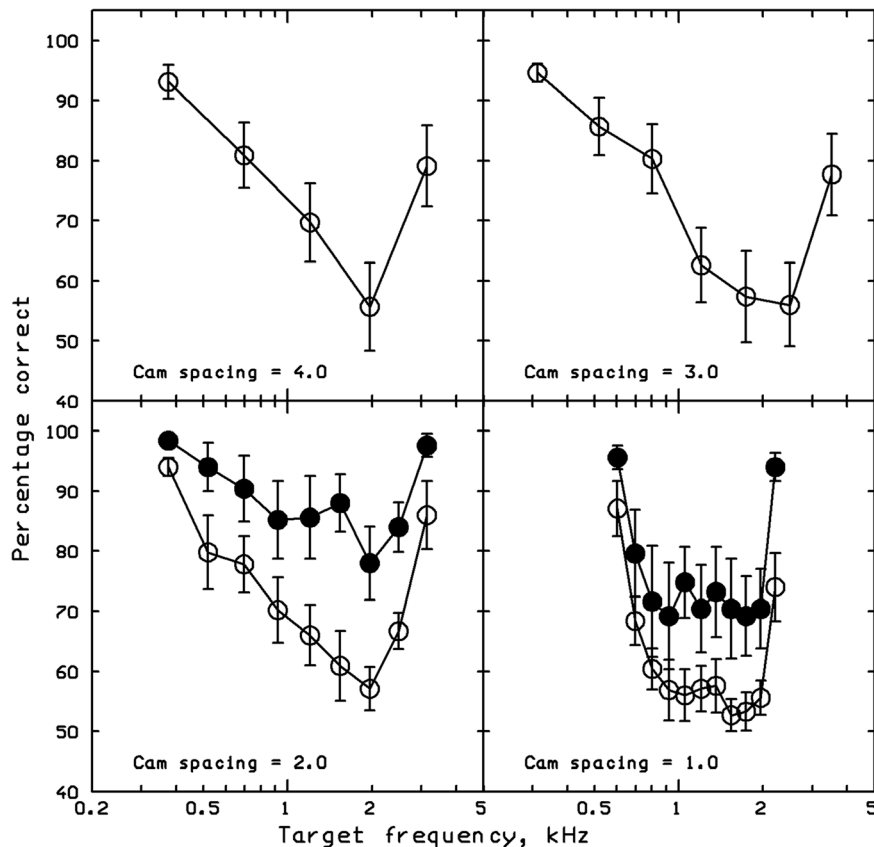 100
90
80
70
60
50
40
Cam spacing = 4.0
Cam spacing = 3.0
100
90
80
70
60
50
40
Cam spacing = 2.0
Cam spacing = 1.0
0.2 0.5 1 2 5
0.5 1 2 5
Percentage correct
Target frequency, kHz